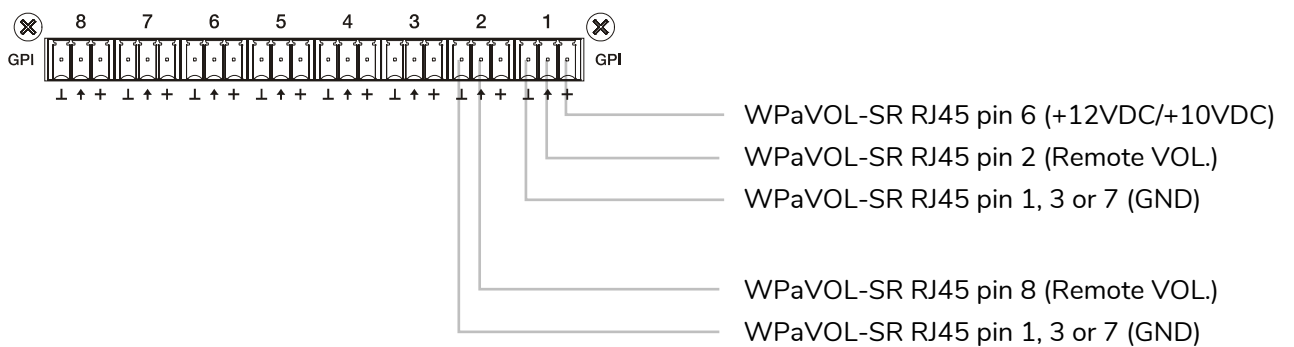 8 7 6 5 4 3 2 1
GPI GPI
⊥ ↑ + ⊥ ↑ + ⊥ ↑ + ⊥ ↑ + ⊥ ↑ + ⊥ ↑ + ⊥ ↑ + ⊥ ↑ +
WPaVOL-SR RJ45 pin 6 (+12VDC/+10VDC)
WPaVOL-SR RJ45 pin 2 (Remote VOL.)
WPaVOL-SR RJ45 pin 1, 3 or 7 (GND)
WPaVOL-SR RJ45 pin 8 (Remote VOL.)
WPaVOL-SR RJ45 pin 1, 3 or 7 (GND)